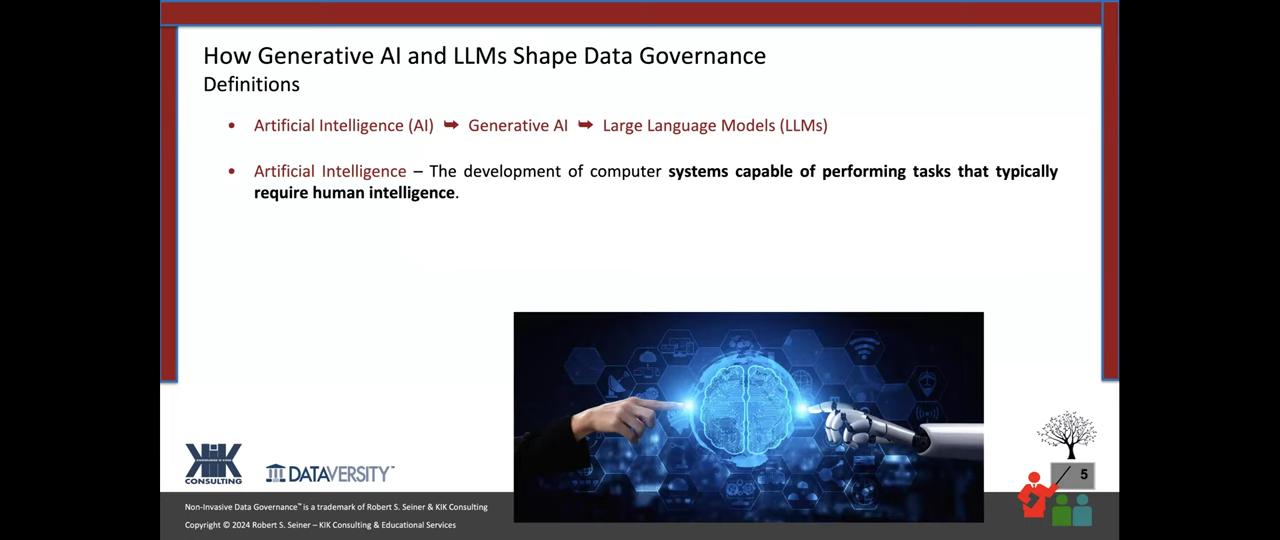 How Generative AI and LLMs Shape Data Governance
Definitions
• Artificial Intelligence (AI) ➥ Generative AI ➥ Large Language Models (LLMs)
• Artificial Intelligence – The development of computer systems capable of performing tasks that typically
require human intelligence.
KIK
CONSULTING
DATAVERSITY™
5
Non-Invasive Data Governance™ is a trademark of Robert S. Seiner & KIK Consulting
Copyright © 2024 Robert S. Seiner – KIK Consulting & Educational Services